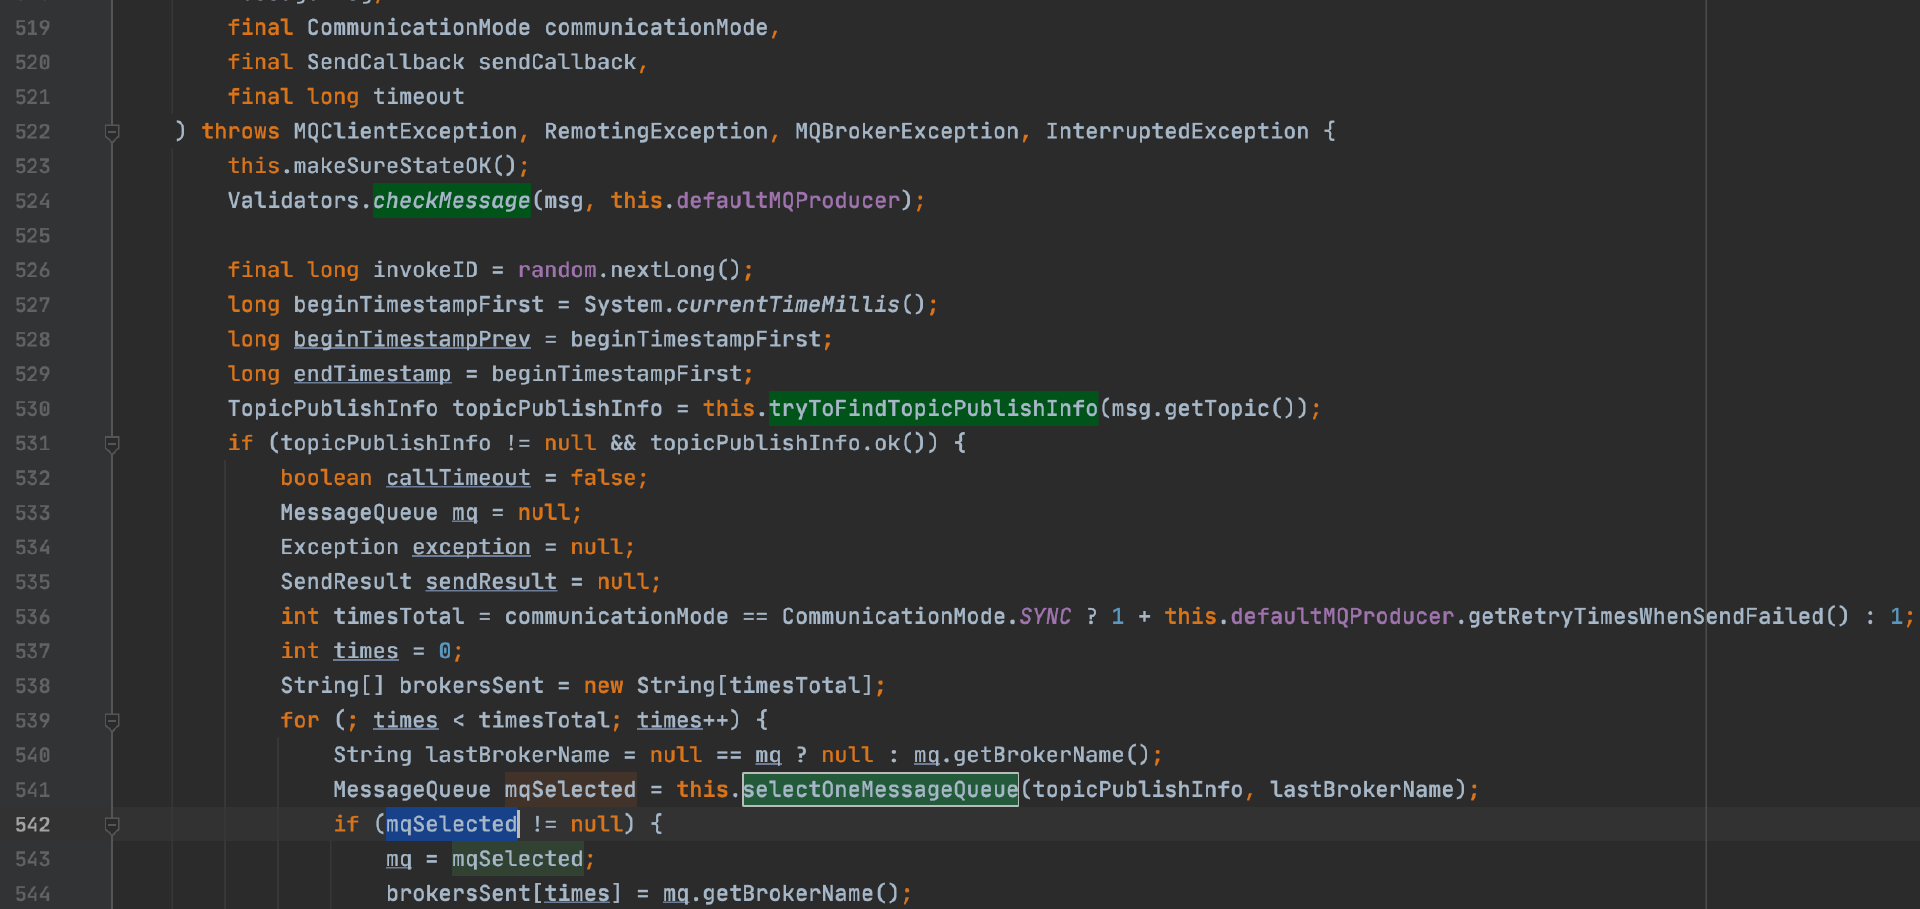 519 final CommunicationMode communicationMode,
520 final SendCallback sendCallback,
521 final long timeout
522 ) throws MQClientException, RemotingException, MQBrokerException, InterruptedException {
523 this.makeSureStateOK();
524 Validators.checkMessage(msg, this.defaultMQProducer);
525
526 final long invokeID = random.nextLong();
527 long beginTimestampFirst = System.currentTimeMillis();
528 long beginTimestampPrev = beginTimestampFirst;
529 long endTimestamp = beginTimestampFirst;
530 TopicPublishInfo topicPublishInfo = this.tryToFindTopicPublishInfo(msg.getTopic());
531 if (topicPublishInfo != null && topicPublishInfo.ok()) {
532 boolean callTimeout = false;
533 MessageQueue mq = null;
534 Exception exception = null;
535 SendResult sendResult = null;
536 int timesTotal = communicationMode == CommunicationMode.SYNC ? 1 + this.defaultMQProducer.getRetryTimesWhenSendFailed() : 1;
537 int times = 0;
538 String[] brokersSent = new String[timesTotal];
539 for (; times < timesTotal; times++) {
540 String lastBrokerName = null == mq ? null : mq.getBrokerName();
541 MessageQueue mqSelected = this.selectOneMessageQueue(topicPublishInfo, lastBrokerName);
542 if (mqSelected != null) {
543 mq = mqSelected;
544 brokersSent[times] = mq.getBrokerName();